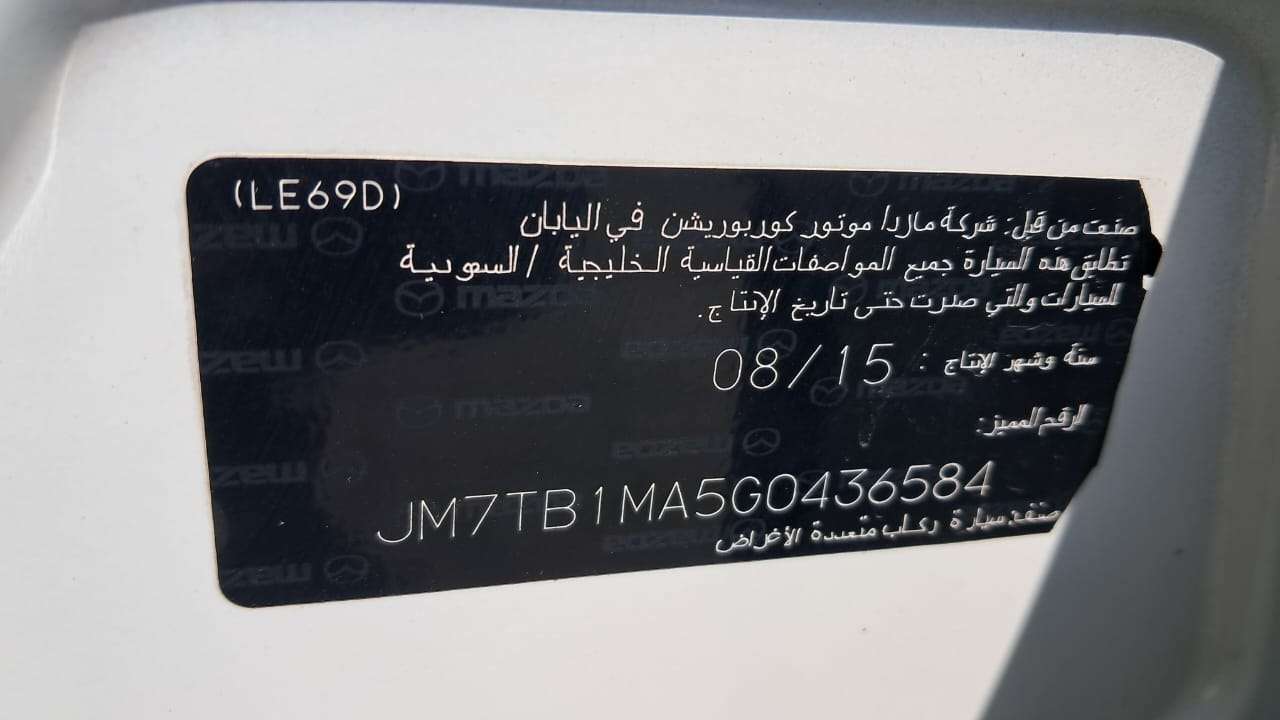 (LE69D)
صنعت من قبل: شركة مازدا موتور كوربوريشن في اليابان
تطابق هذه السيارة جميع المواصفات القياسية الخليجية / السعودية
للسيارات والتي صدرت حتى تاريخ الإنتاج.
سنة وشهر الإنتاج : 08/15
الرقم المميز:
JM7TB1MA5G0436584
سيارة ركاب متعددة الأغراض